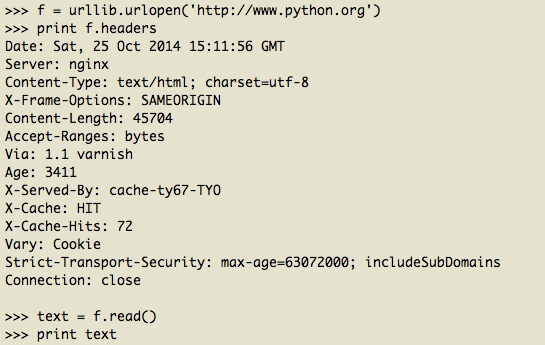 >>> f = urllib.urlopen('http://www.python.org')
>>> print f.headers
Date: Sat, 25 Oct 2014 15:11:56 GMT
Server: nginx
Content-Type: text/html; charset=utf-8
X-Frame-Options: SAMEORIGIN
Content-Length: 45704
Accept-Ranges: bytes
Via: 1.1 varnish
Age: 3411
X-Served-By: cache-ty67-TYO
X-Cache: HIT
X-Cache-Hits: 72
Vary: Cookie
Strict-Transport-Security: max-age=63072000; includeSubDomains
Connection: close

>>> text = f.read()
>>> print text